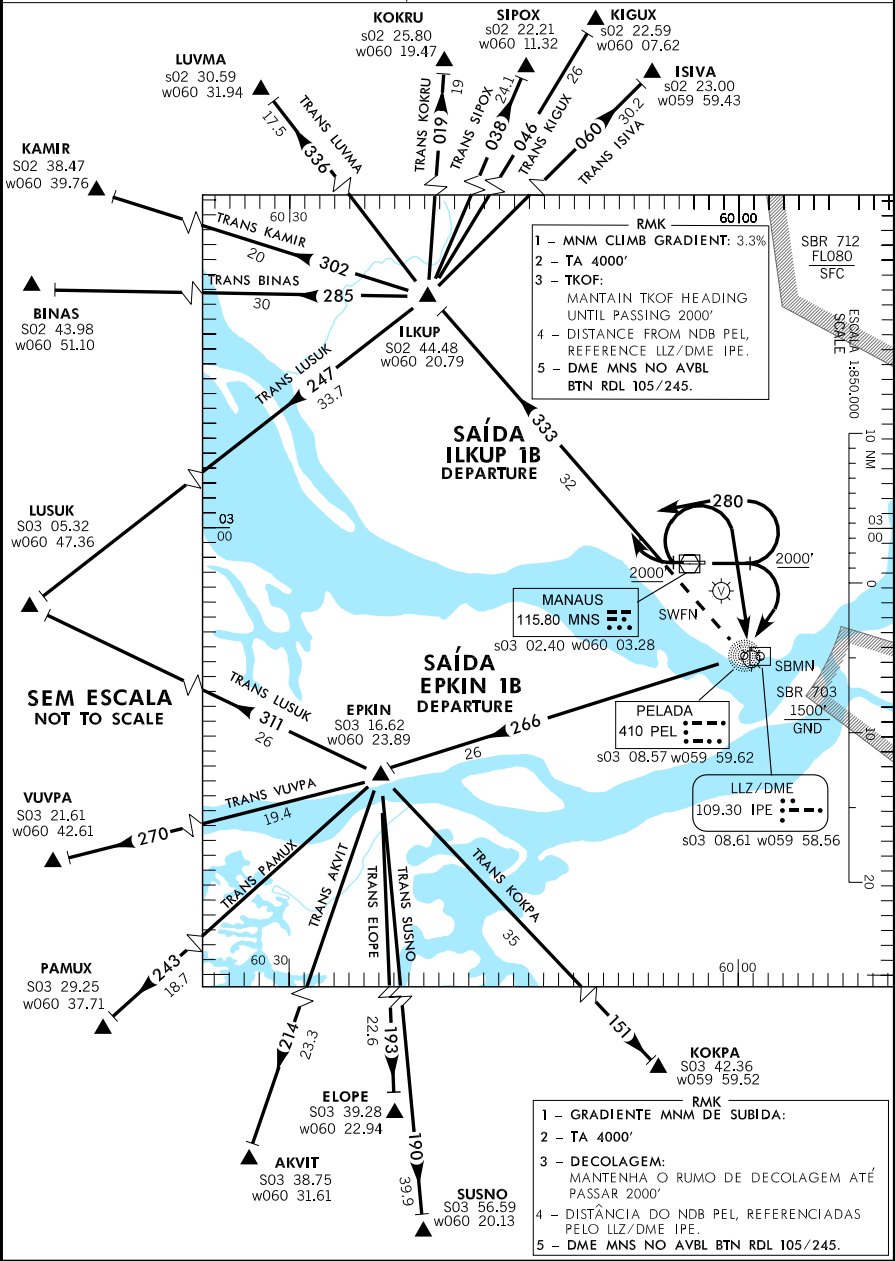 KOKRU
s02 25.80
w060 19.47
SIPOX
s02 22.21
w060 11.32
KIGUX
s02 22.59
w060 07.62
LUVMA
s02 30.59
w060 31.94
ISIVA
s02 23.00
w059 59.43
KAMIR
S02 38.47
w060 39.76
TRANS LUVMA
17.5
336
TRANS KOKRU
019
19
TRANS SIPOX
038
24.1
TRANS KIGUX
046
26
TRANS ISIVA
060
30.2
60 30
60 00
TRANS KAMIR
20
302
TRANS BINAS
30
285
BINAS
S02 43.98
w060 51.10
ILKUP
S02 44.48
w060 20.79
RMK
1 – MNM CLIMB GRADIENT: 3.3%
2 – TA 4000'
3 – TKOF:
MANTAIN TKOF HEADING
UNTIL PASSING 2000'
4 – DISTANCE FROM NDB PEL,
REFERENCE LLZ/DME IPE.
5 – DME MNS NO AVBL
BTN RDL 105/245.
SBR 712
FL080
SFC
ESCALA 1:850.000
SCALE
10 NM
0
10
20
TRANS LUSUK
247
33.7
SAÍDA
ILKUP 1B
DEPARTURE
333
32
280
LUSUK
S03 05.32
w060 47.36
03
00
03
00
2000'
2000'
MANAUS
115.80 MNS
s03 02.40 w060 03.28
SWFN
V
SBMN
SBR 703
1500'
GND
SEM ESCALA
NOT TO SCALE
TRANS LUSUK
311
26
SAÍDA
EPKIN 1B
DEPARTURE
EPKIN
S03 16.62
w060 23.89
266
26
PELADA
410 PEL
s03 08.57 w059 59.62
LLZ/DME
109.30 IPE
s03 08.61 w059 58.56
VUVPA
S03 21.61
w060 42.61
TRANS VUVPA
19.4
270
TRANS PAMUX
243
18.7
TRANS AKVIT
214
23.3
TRANS ELOPE
193
22.6
TRANS SUSNO
190
39.9
TRANS KOKPA
35
151
PAMUX
S03 29.25
w060 37.71
60 30
60 00
KOKPA
S03 42.36
w059 59.52
ELOPE
S03 39.28
w060 22.94
AKVIT
S03 38.75
w060 31.61
SUSNO
S03 56.59
w060 20.13
RMK
1 – GRADIENTE MNM DE SUBIDA:
2 – TA 4000'
3 – DECOLAGEM:
MANTENHA O RUMO DE DECOLAGEM ATÉ
PASSAR 2000'
4 – DISTÂNCIA DO NDB PEL, REFERENCIADAS
PELO LLZ/DME IPE.
5 – DME MNS NO AVBL BTN RDL 105/245.